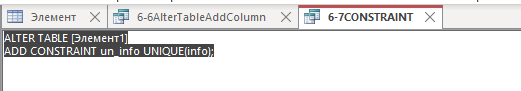 Элемент
6-6AlterTableAddColumn
6-7CONSTRAINT
ALTER TABLE [Элемент1]
ADD CONSTRAINT un_info UNIQUE(info);